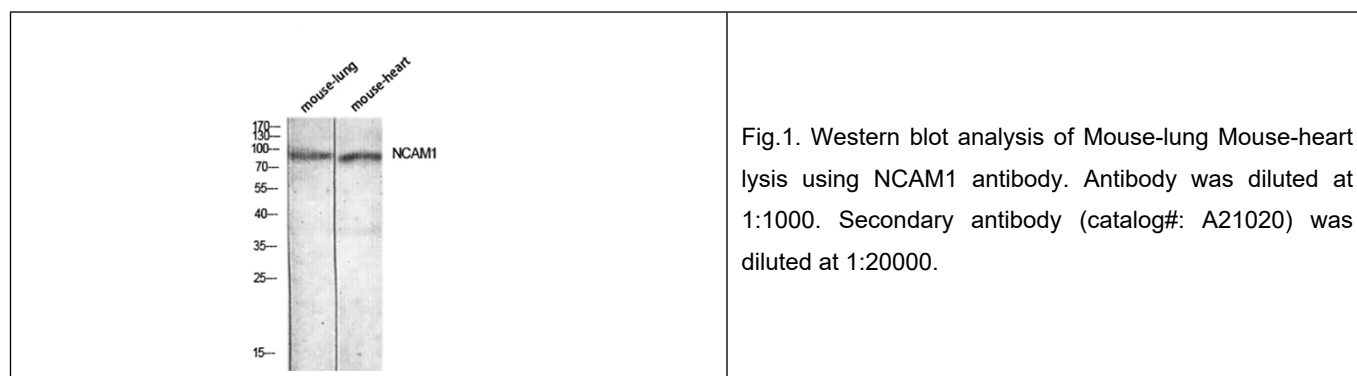 mouse-lung
mouse-heart
170---
130---
100---
70---
55---
40---
35---
25---
15---
NCAM1
Fig.1. Western blot analysis of Mouse-lung Mouse-heart
lysis using NCAM1 antibody. Antibody was diluted at
1:1000. Secondary antibody (catalog#: A21020) was
diluted at 1:20000.